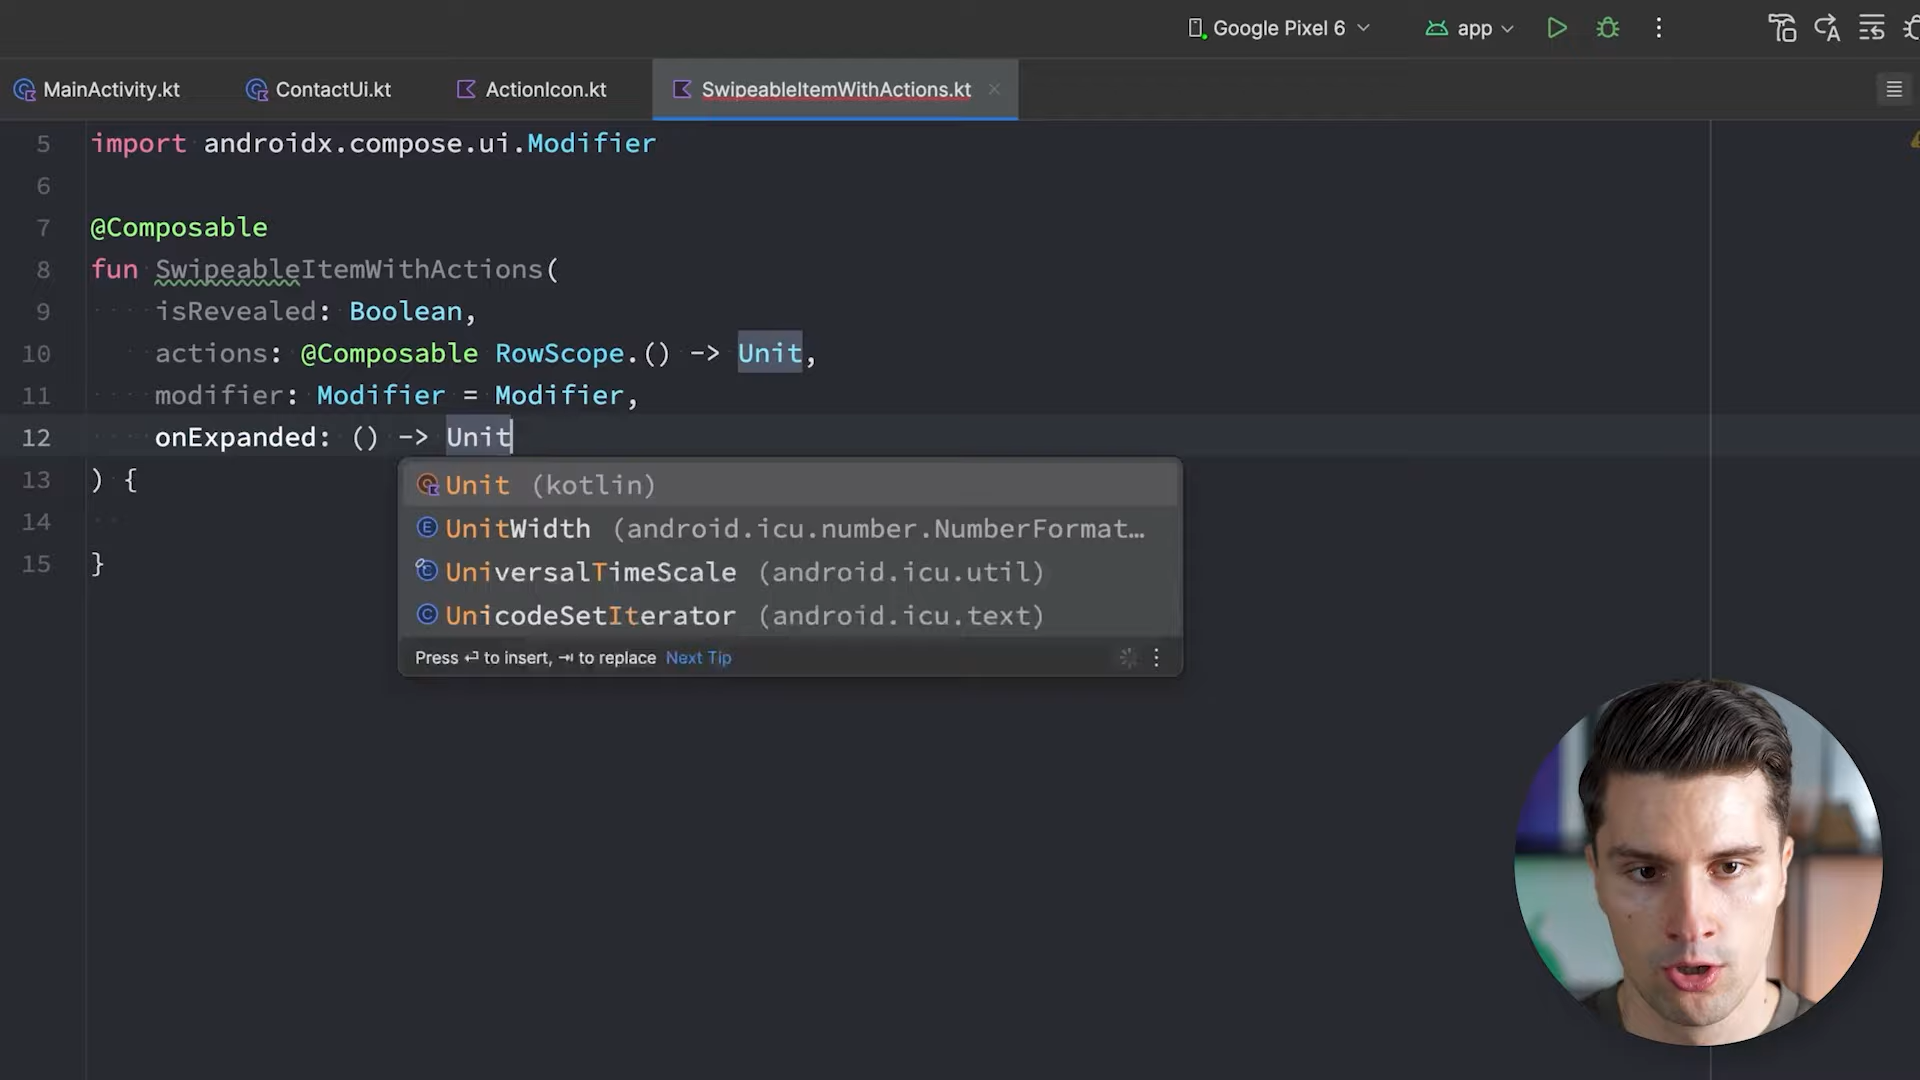 Google Pixel 6
app
MainActivity.kt
ContactUi.kt
ActionIcon.kt
SwipeableItemWithActions.kt
5 import androidx.compose.ui.Modifier
6
7 @Composable
8 fun SwipeableItemWithActions(
9 isRevealed: Boolean,
10 actions: @Composable RowScope.() -> Unit,
11 modifier: Modifier = Modifier,
12 onExpanded: () -> Unit
13 ) {
14
15 }
Unit (kotlin)
UnitWidth (android.icu.number.NumberFormat…
UniversalTimeScale (android.icu.util)
UnicodeSetIterator (android.icu.text)
Press ⏎ to insert, ⇥ to replace Next Tip